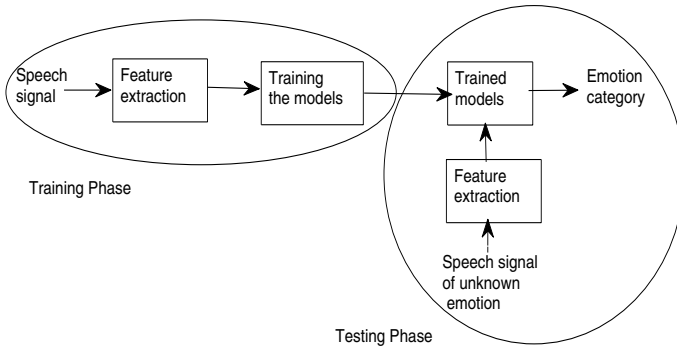 Speech
signal
Feature
extraction
Training
the models
Trained
models
Emotion
category
Training Phase
Feature
extraction
Speech signal
of unknown
emotion
Testing Phase